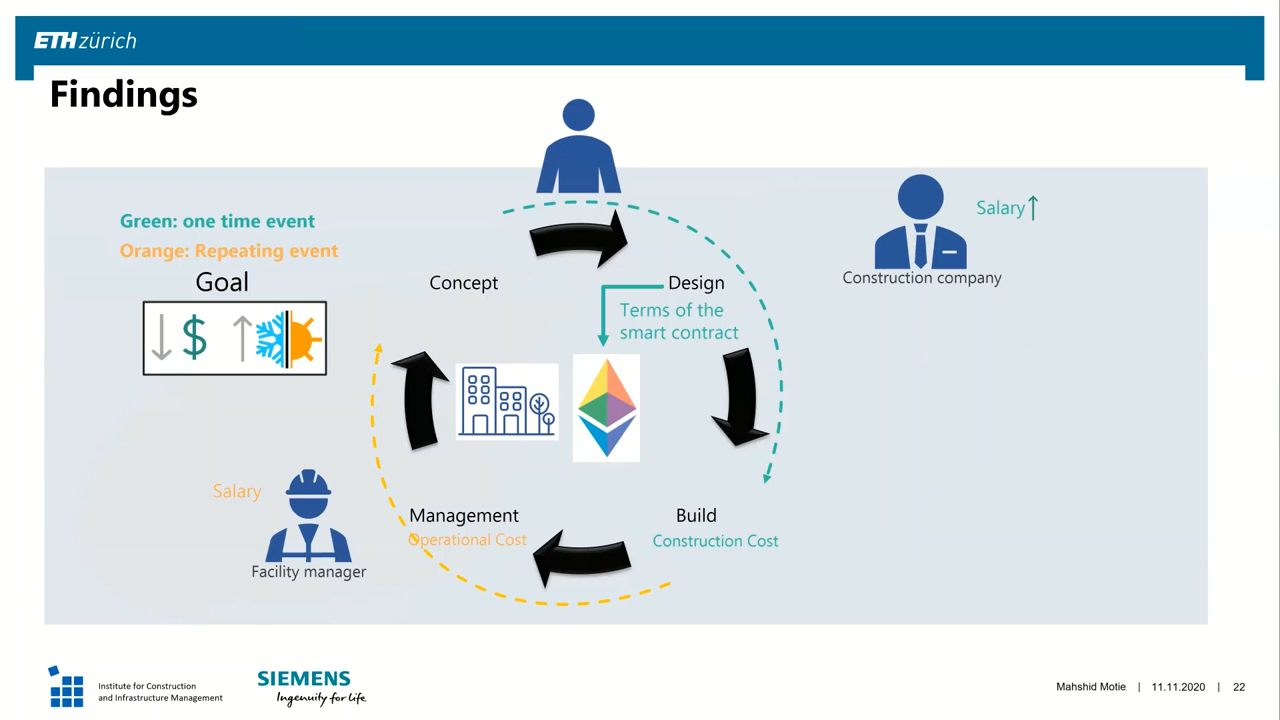 ETH zürich
Findings
Green: one time event
Orange: Repeating event
Goal
$
Concept
Design
Terms of the
smart contract
Salary
Construction company
Salary
Facility manager
Management
Operational Cost
Build
Construction Cost
Institute for Construction
and Infrastructure Management
SIEMENS
Ingenuity for life
Mahshid Motie | 11.11.2020 | 22